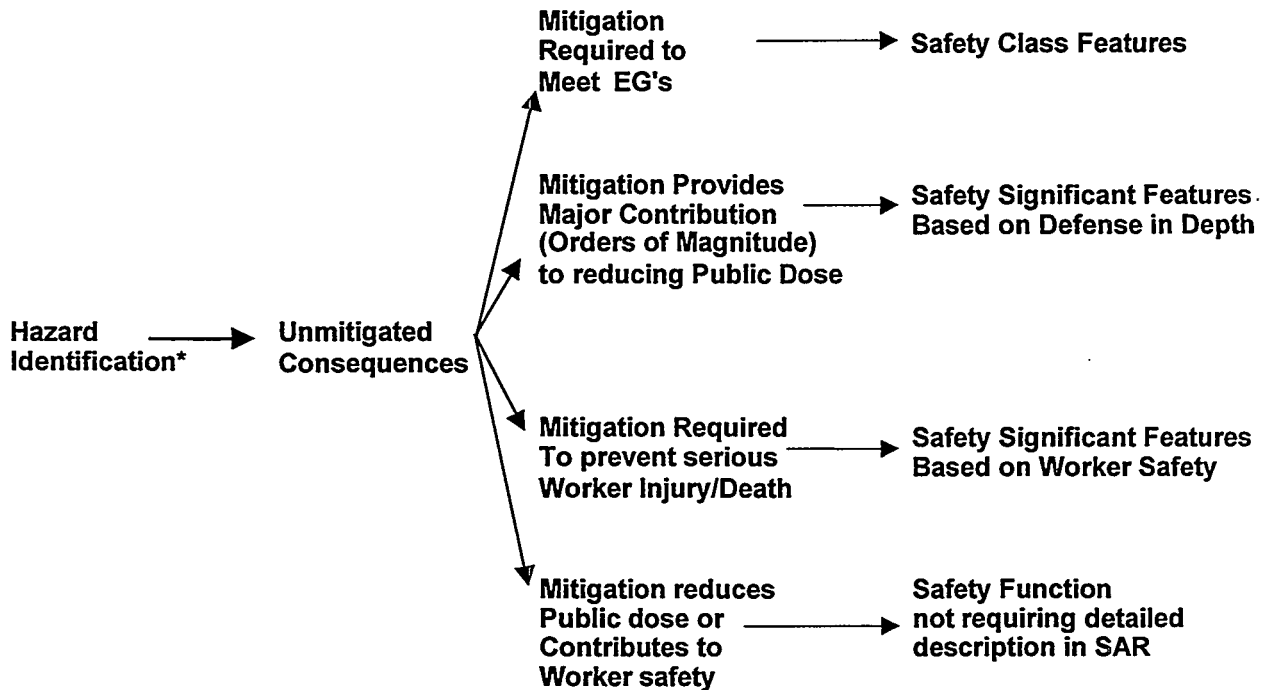 Mitigation
Required to
Meet EG's
Safety Class Features
Mitigation Provides
Major Contribution
(Orders of Magnitude)
to reducing Public Dose
Safety Significant Features
Based on Defense in Depth
Hazard
Identification*
Unmitigated
Consequences
Mitigation Required
To prevent serious
Worker Injury/Death
Safety Significant Features
Based on Worker Safety
Mitigation reduces
Public dose or
Contributes to
Worker safety
Safety Function
not requiring detailed
description in SAR